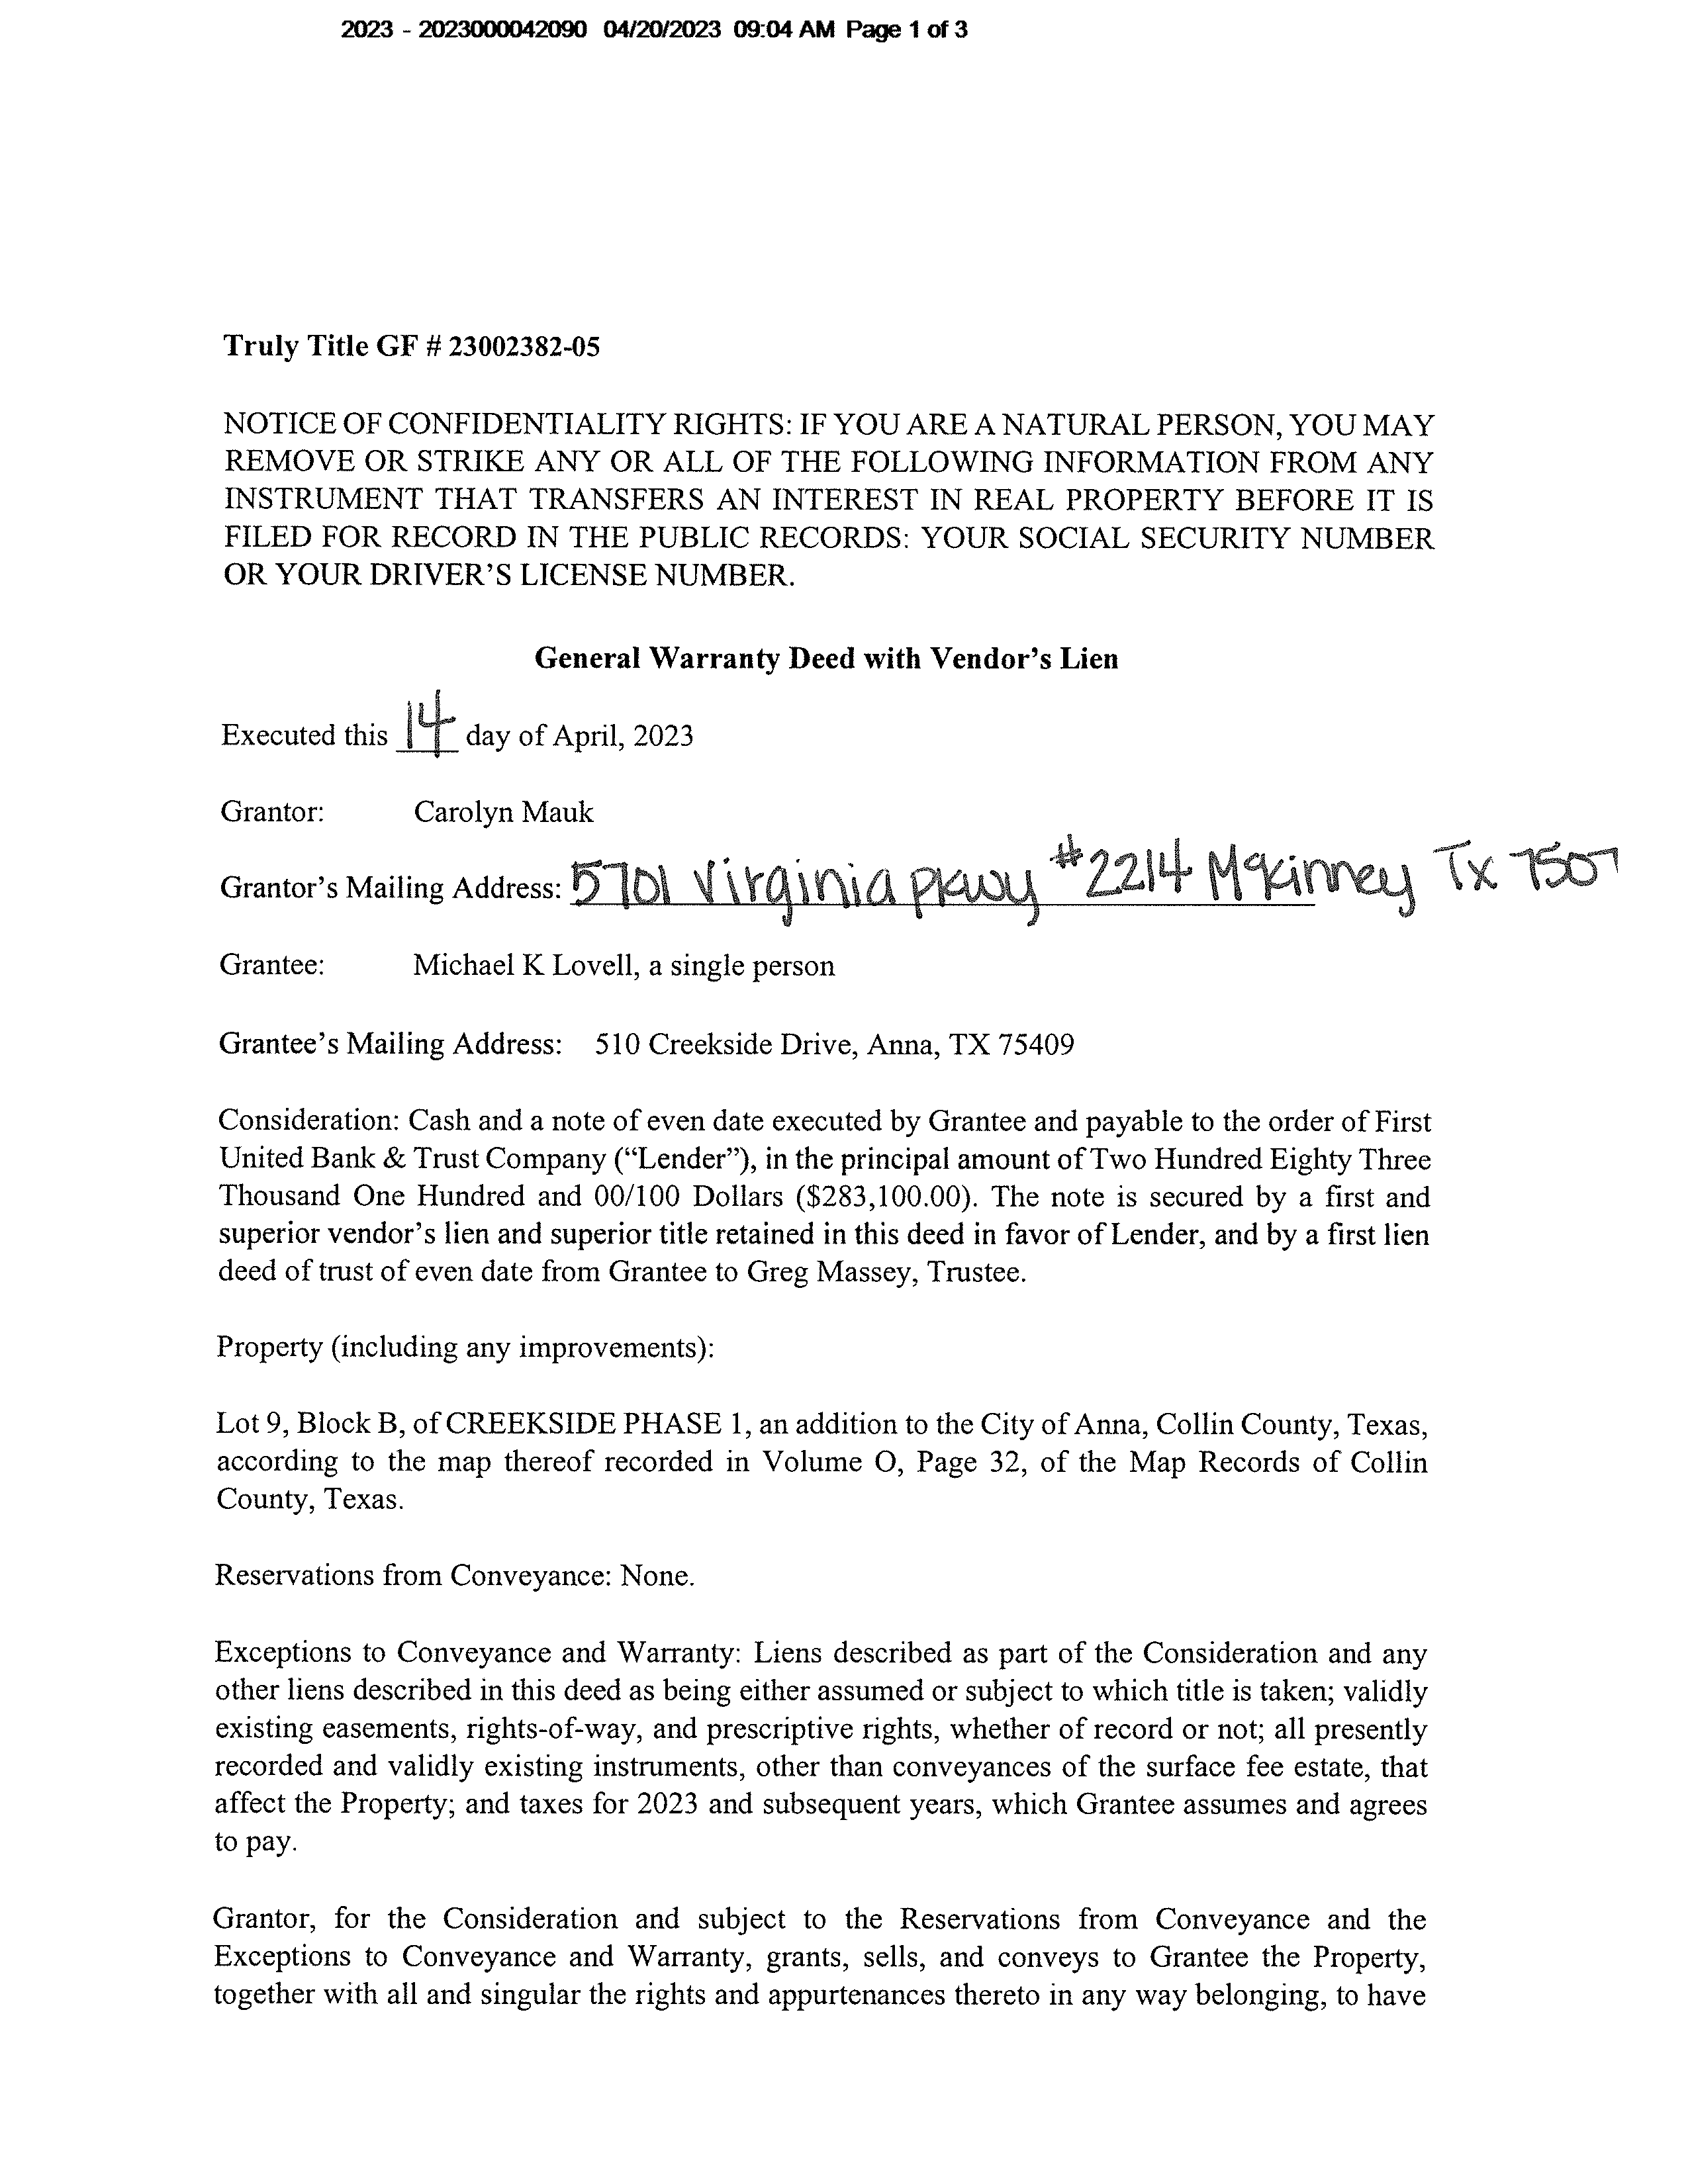 2023 - 2023000042090 04/20/2023 09:04 AM Page 1 of 3
Truly Title GF # 23002382-05
NOTICE OF CONFIDENTIALITY RIGHTS: IF YOU ARE A NATURAL PERSON, YOU MAY
REMOVE OR STRIKE ANY OR ALL OF THE FOLLOWING INFORMATION FROM ANY
INSTRUMENT THAT TRANSFERS AN INTEREST IN REAL PROPERTY BEFORE IT IS
FILED FOR RECORD IN THE PUBLIC RECORDS: YOUR SOCIAL SECURITY NUMBER
OR YOUR DRIVER'S LICENSE NUMBER.
General Warranty Deed with Vendor's Lien
Executed this 14 day of April, 2023
Grantor: Carolyn Mauk
Grantor's Mailing Address: 5701 Virginia pkwy #2214 Mckinney Tx 7507
Grantee: Michael K Lovell, a single person
Grantee's Mailing Address: 510 Creekside Drive, Anna, TX 75409
Consideration: Cash and a note of even date executed by Grantee and payable to the order of First
United Bank & Trust Company ("Lender"), in the principal amount of Two Hundred Eighty Three
Thousand One Hundred and 00/100 Dollars ($283,100.00). The note is secured by a first and
superior vendor's lien and superior title retained in this deed in favor of Lender, and by a first lien
deed of trust of even date from Grantee to Greg Massey, Trustee.
Property (including any improvements):
Lot 9, Block B, of CREEKSIDE PHASE 1, an addition to the City of Anna, Collin County, Texas,
according to the map thereof recorded in Volume O, Page 32, of the Map Records of Collin
County, Texas.
Reservations from Conveyance: None.
Exceptions to Conveyance and Warranty: Liens described as part of the Consideration and any
other liens described in this deed as being either assumed or subject to which title is taken; validly
existing easements, rights-of-way, and prescriptive rights, whether of record or not; all presently
recorded and validly existing instruments, other than conveyances of the surface fee estate, that
affect the Property; and taxes for 2023 and subsequent years, which Grantee assumes and agrees
to pay.
Grantor, for the Consideration and subject to the Reservations from Conveyance and the
Exceptions to Conveyance and Warranty, grants, sells, and conveys to Grantee the Property,
together with all and singular the rights and appurtenances thereto in any way belonging, to have